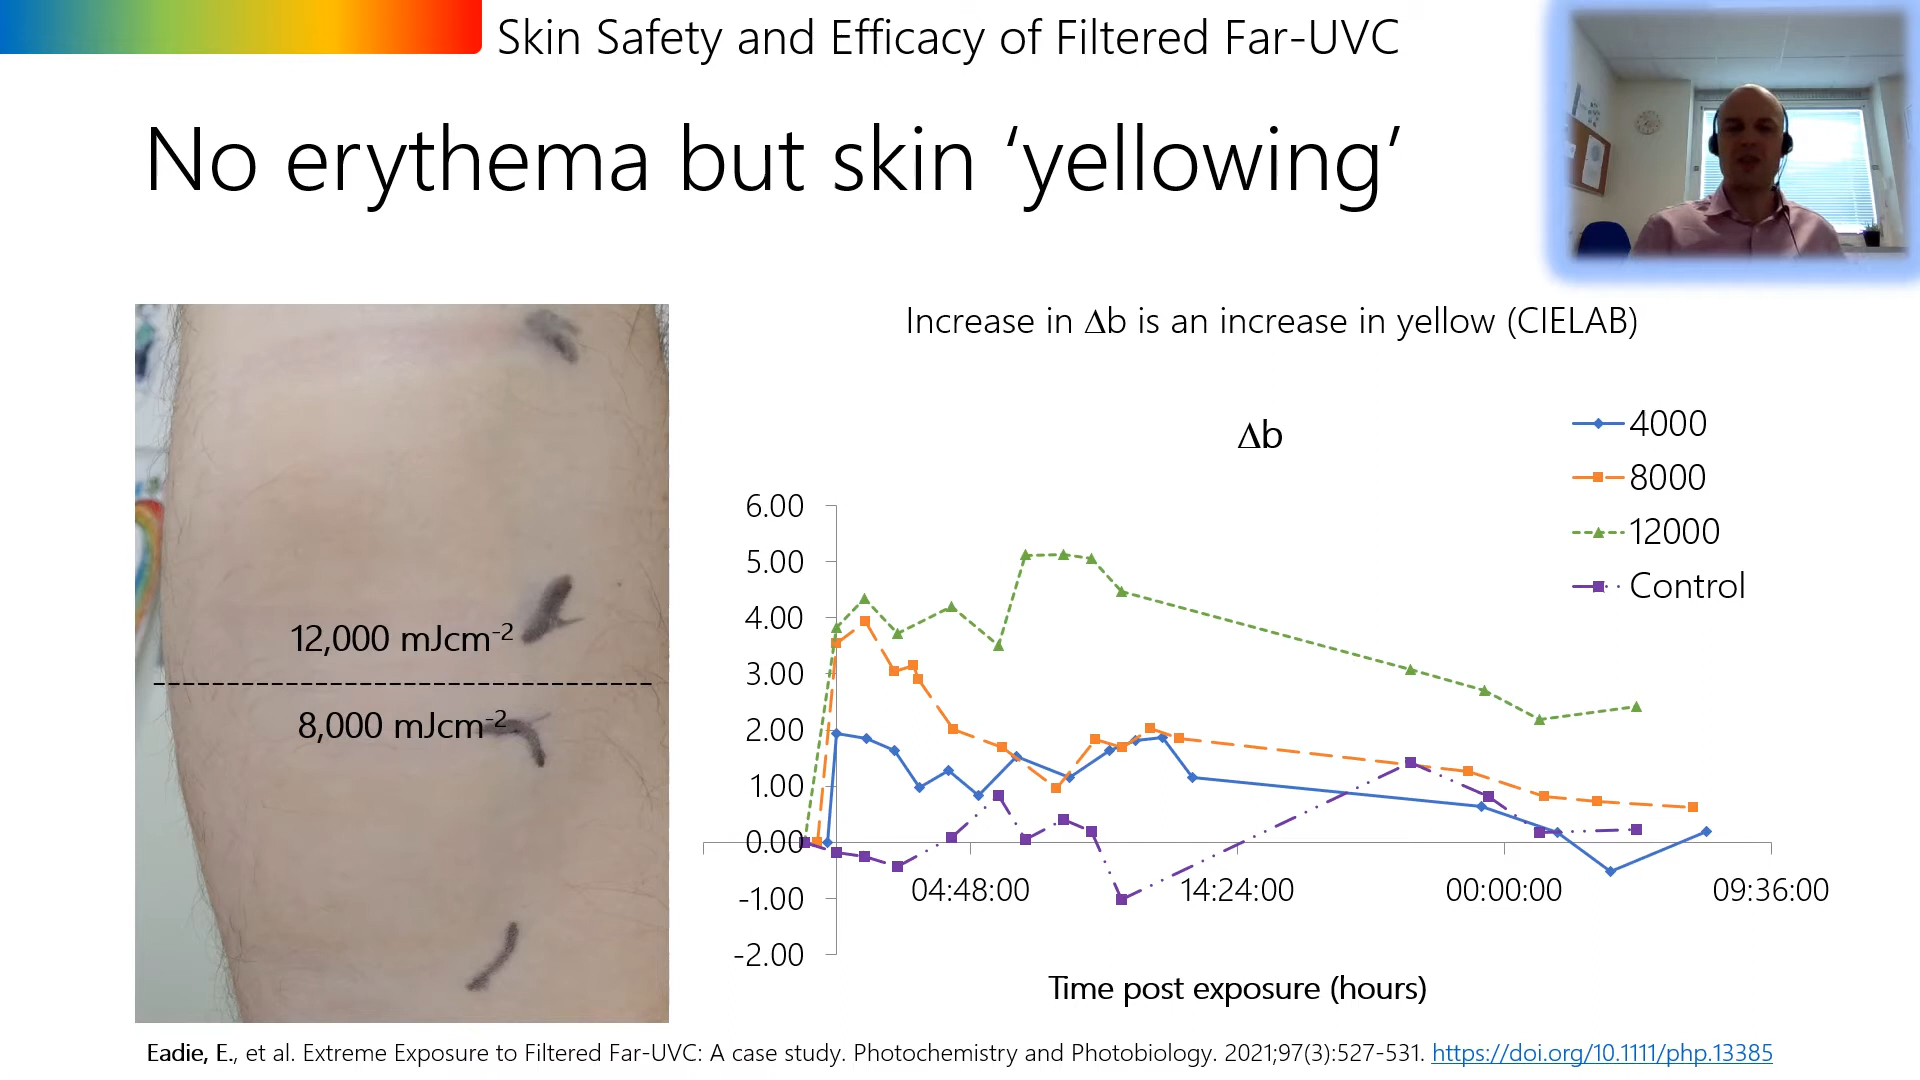 Skin Safety and Efficacy of Filtered Far-UVC
No erythema but skin ‘yellowing’
Increase in Δb is an increase in yellow (CIELAB)
Δb
4000
8000
12000
Control
6.00
5.00
4.00
3.00
2.00
1.00
0.00
-1.00
-2.00
04:48:00 14:24:00 00:00:00 09:36:00
Time post exposure (hours)
12,000 mJcm⁻²
8,000 mJcm⁻²
Eadie, E., et al. Extreme Exposure to Filtered Far-UVC: A case study. Photochemistry and Photobiology. 2021;97(3):527-531. https://doi.org/10.1111/php.13385